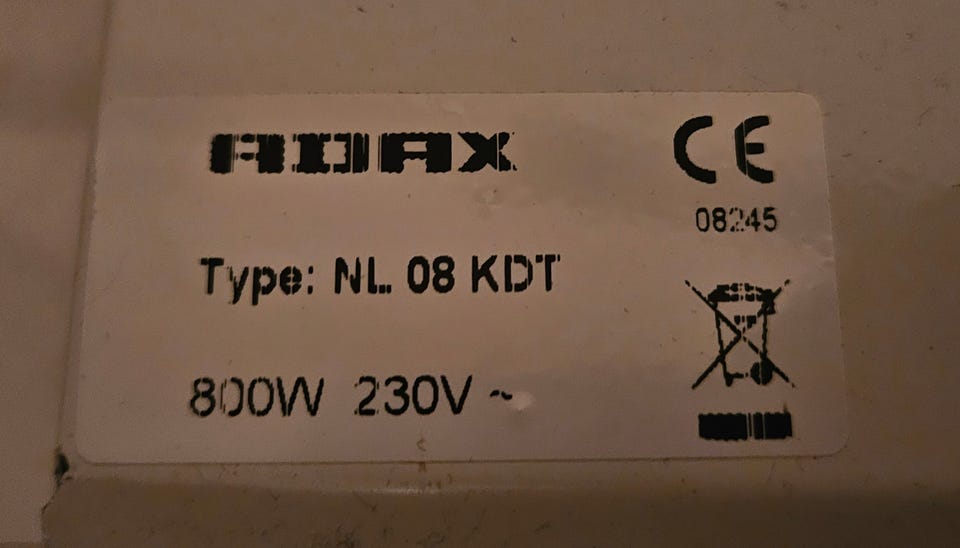 ADAX
CE
08245
Type: NL 08 KDT
800W 230V ~